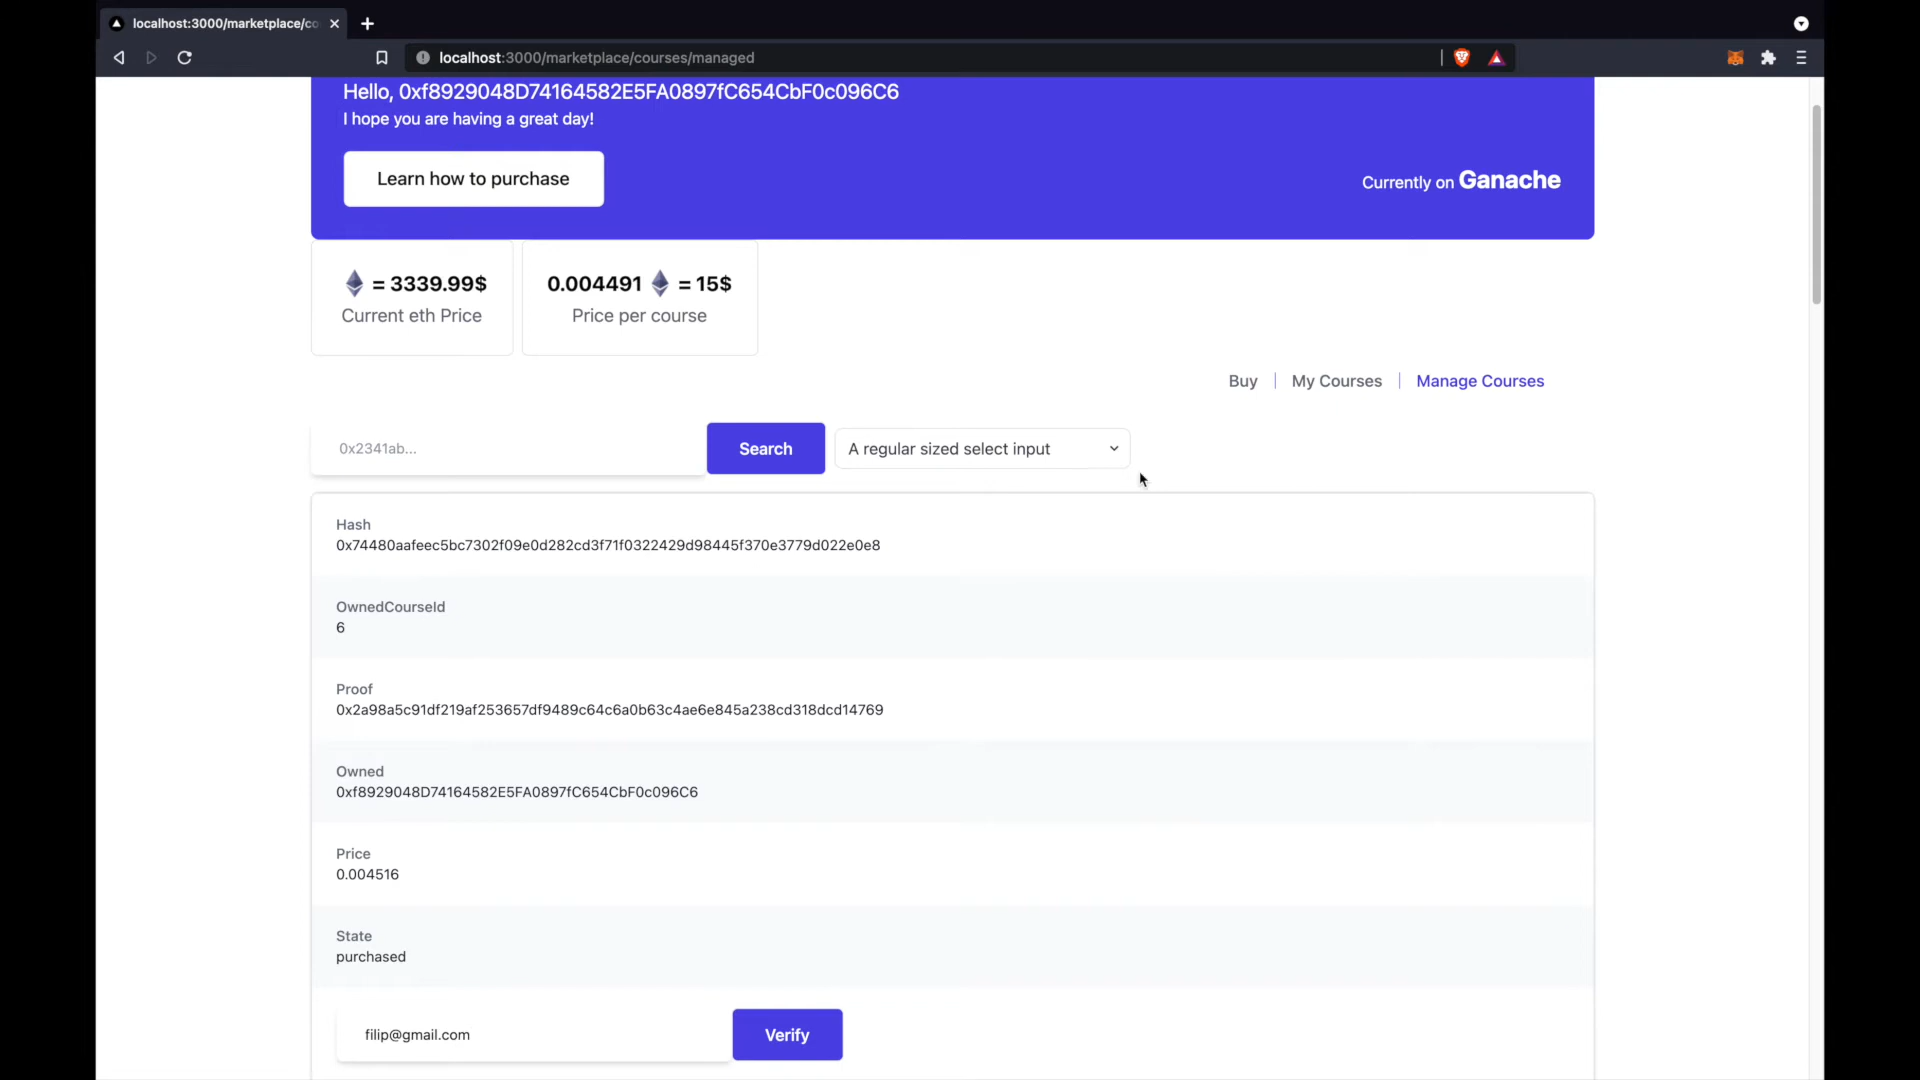 localhost:3000/marketplace/co
localhost:3000/marketplace/courses/managed
Hello, 0xf8929048D74164582E5FA0897fC654CbF0c096C6
I hope you are having a great day!
Learn how to purchase
Currently on Ganache
= 3339.99$
Current eth Price
0.004491 = 15$
Price per course
Buy | My Courses | Manage Courses
0x2341ab...
Search
A regular sized select input
Hash
0x74480aafeec5bc7302f09e0d282cd3f71f0322429d98445f370e3779d022e0e8
OwnedCourseId
6
Proof
0x2a98a5c91df219af253657df9489c64c6a0b63c4ae6e845a238cd318dcd14769
Owned
0xf8929048D74164582E5FA0897fC654CbF0c096C6
Price
0.004516
State
purchased
filip@gmail.com
Verify